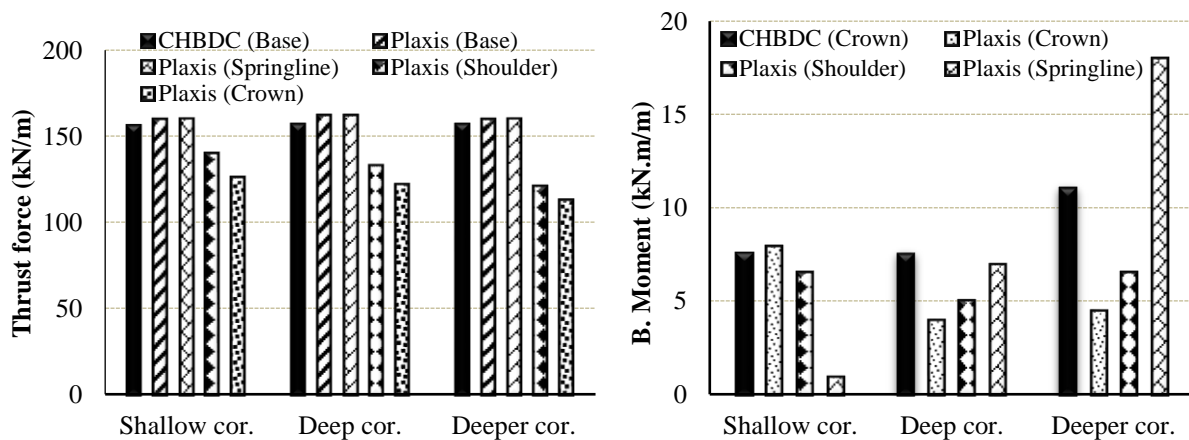 CHBDC (Base) Plaxis (Base)
Plaxis (Springline) Plaxis (Shoulder)
Plaxis (Crown)
200
150
100
50
0
Thrust force (kN/m)
Shallow cor. Deep cor. Deeper cor.
CHBDC (Crown) Plaxis (Crown)
Plaxis (Shoulder) Plaxis (Springline)
20
15
10
5
0
B. Moment (kN.m/m)
Shallow cor. Deep cor. Deeper cor.